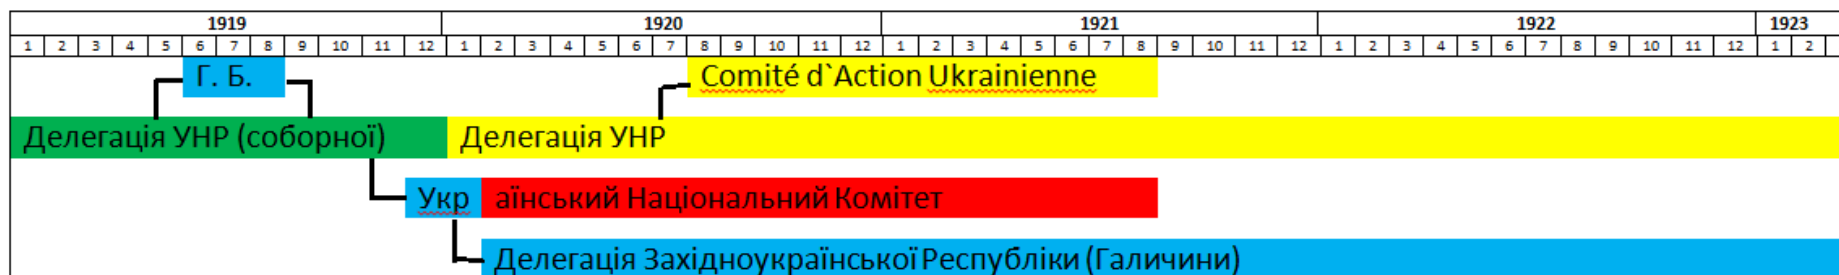 1919 1920 1921 1922 1923
1 2 3 4 5 6 7 8 9 10 11 12 1 2 3 4 5 6 7 8 9 10 11 12 1 2 3 4 5 6 7 8 9 10 11 12 1 2 3 4 5 6 7 8 9 10 11 12 1 2
Г. Б. Comité d`Action Ukrainienne
Делегація УНР (соборної) Делегація УНР
Укр аїнський Національний Комітет
Делегація Західноукраїнської Республіки (Галичини)